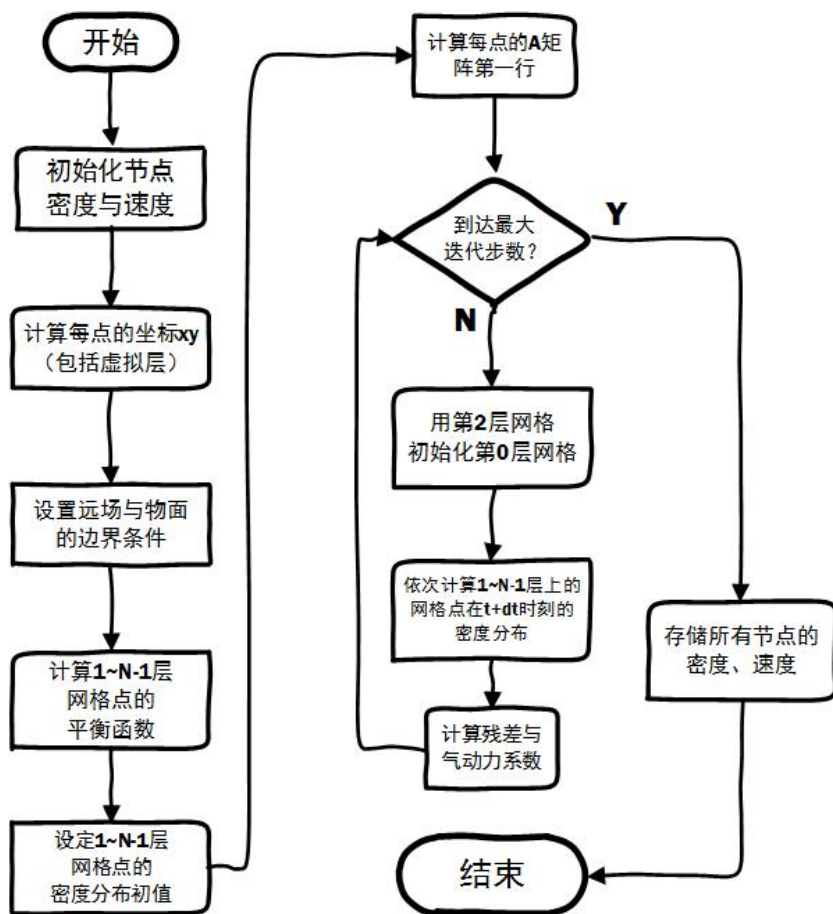 开始
初始化节点
密度与速度
计算每点的坐标xy
（包括虚拟层）
设置远场与物面
的边界条件
计算1~N-1层
网格点的
平衡函数
设定1~N-1层
网格点的
密度分布初值
计算每点的A矩
阵第一行
到达最大
迭代步数？
Y
N
用第2层网格
初始化第0层网格
依次计算1~N-1层上的
网格点在t+dt时刻的
密度分布
计算残差与
气动力系数
存储所有节点的
密度、速度
结束